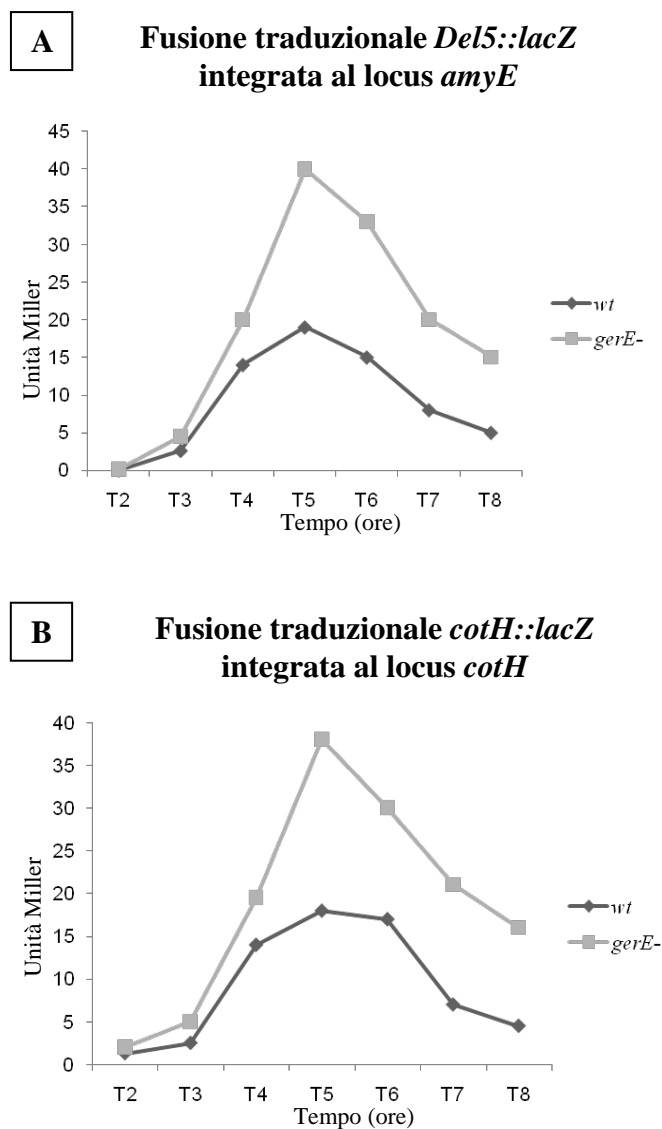 A
Fusione traduzionale Del5::lacZ
integrata al locus amyE
45
40
35
30
25
20
15
10
5
0
Unità Miller
T2 T3 T4 T5 T6 T7 T8
Tempo (ore)
wt
gerE-
B
Fusione traduzionale cotH::lacZ
integrata al locus cotH
40
35
30
25
20
15
10
5
0
Unità Miller
T2 T3 T4 T5 T6 T7 T8
Tempo (ore)
wt
gerE-